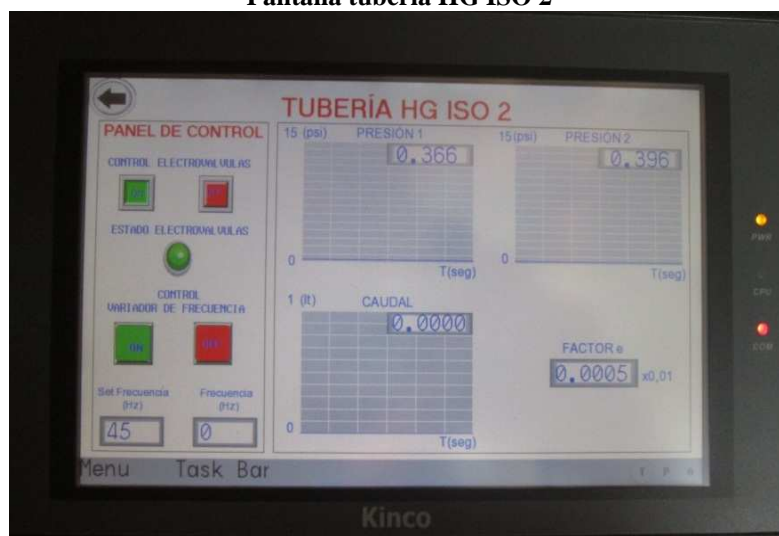 Pantalla tubería HG ISO 2
TUBERÍA HG ISO 2
PANEL DE CONTROL
CONTROL ELECTROVALVULAS
ESTADO ELECTROVALVULAS
CONTROL
VARIADOR DE FRECUENCIA
ON
OFF
Set Frecuencia
(Hz)
Frecuencia
(Hz)
45
0
15 (psi)
PRESIÓN 1
0.366
0
T(seg)
15(psi)
PRESIÓN 2
0.396
0
T(seg)
1 (lt)
CAUDAL
0.0000
0
T(seg)
FACTOR e
0.0005 x0,01
Menu Task Bar
T P
PWR
CPU
COM
Kinco